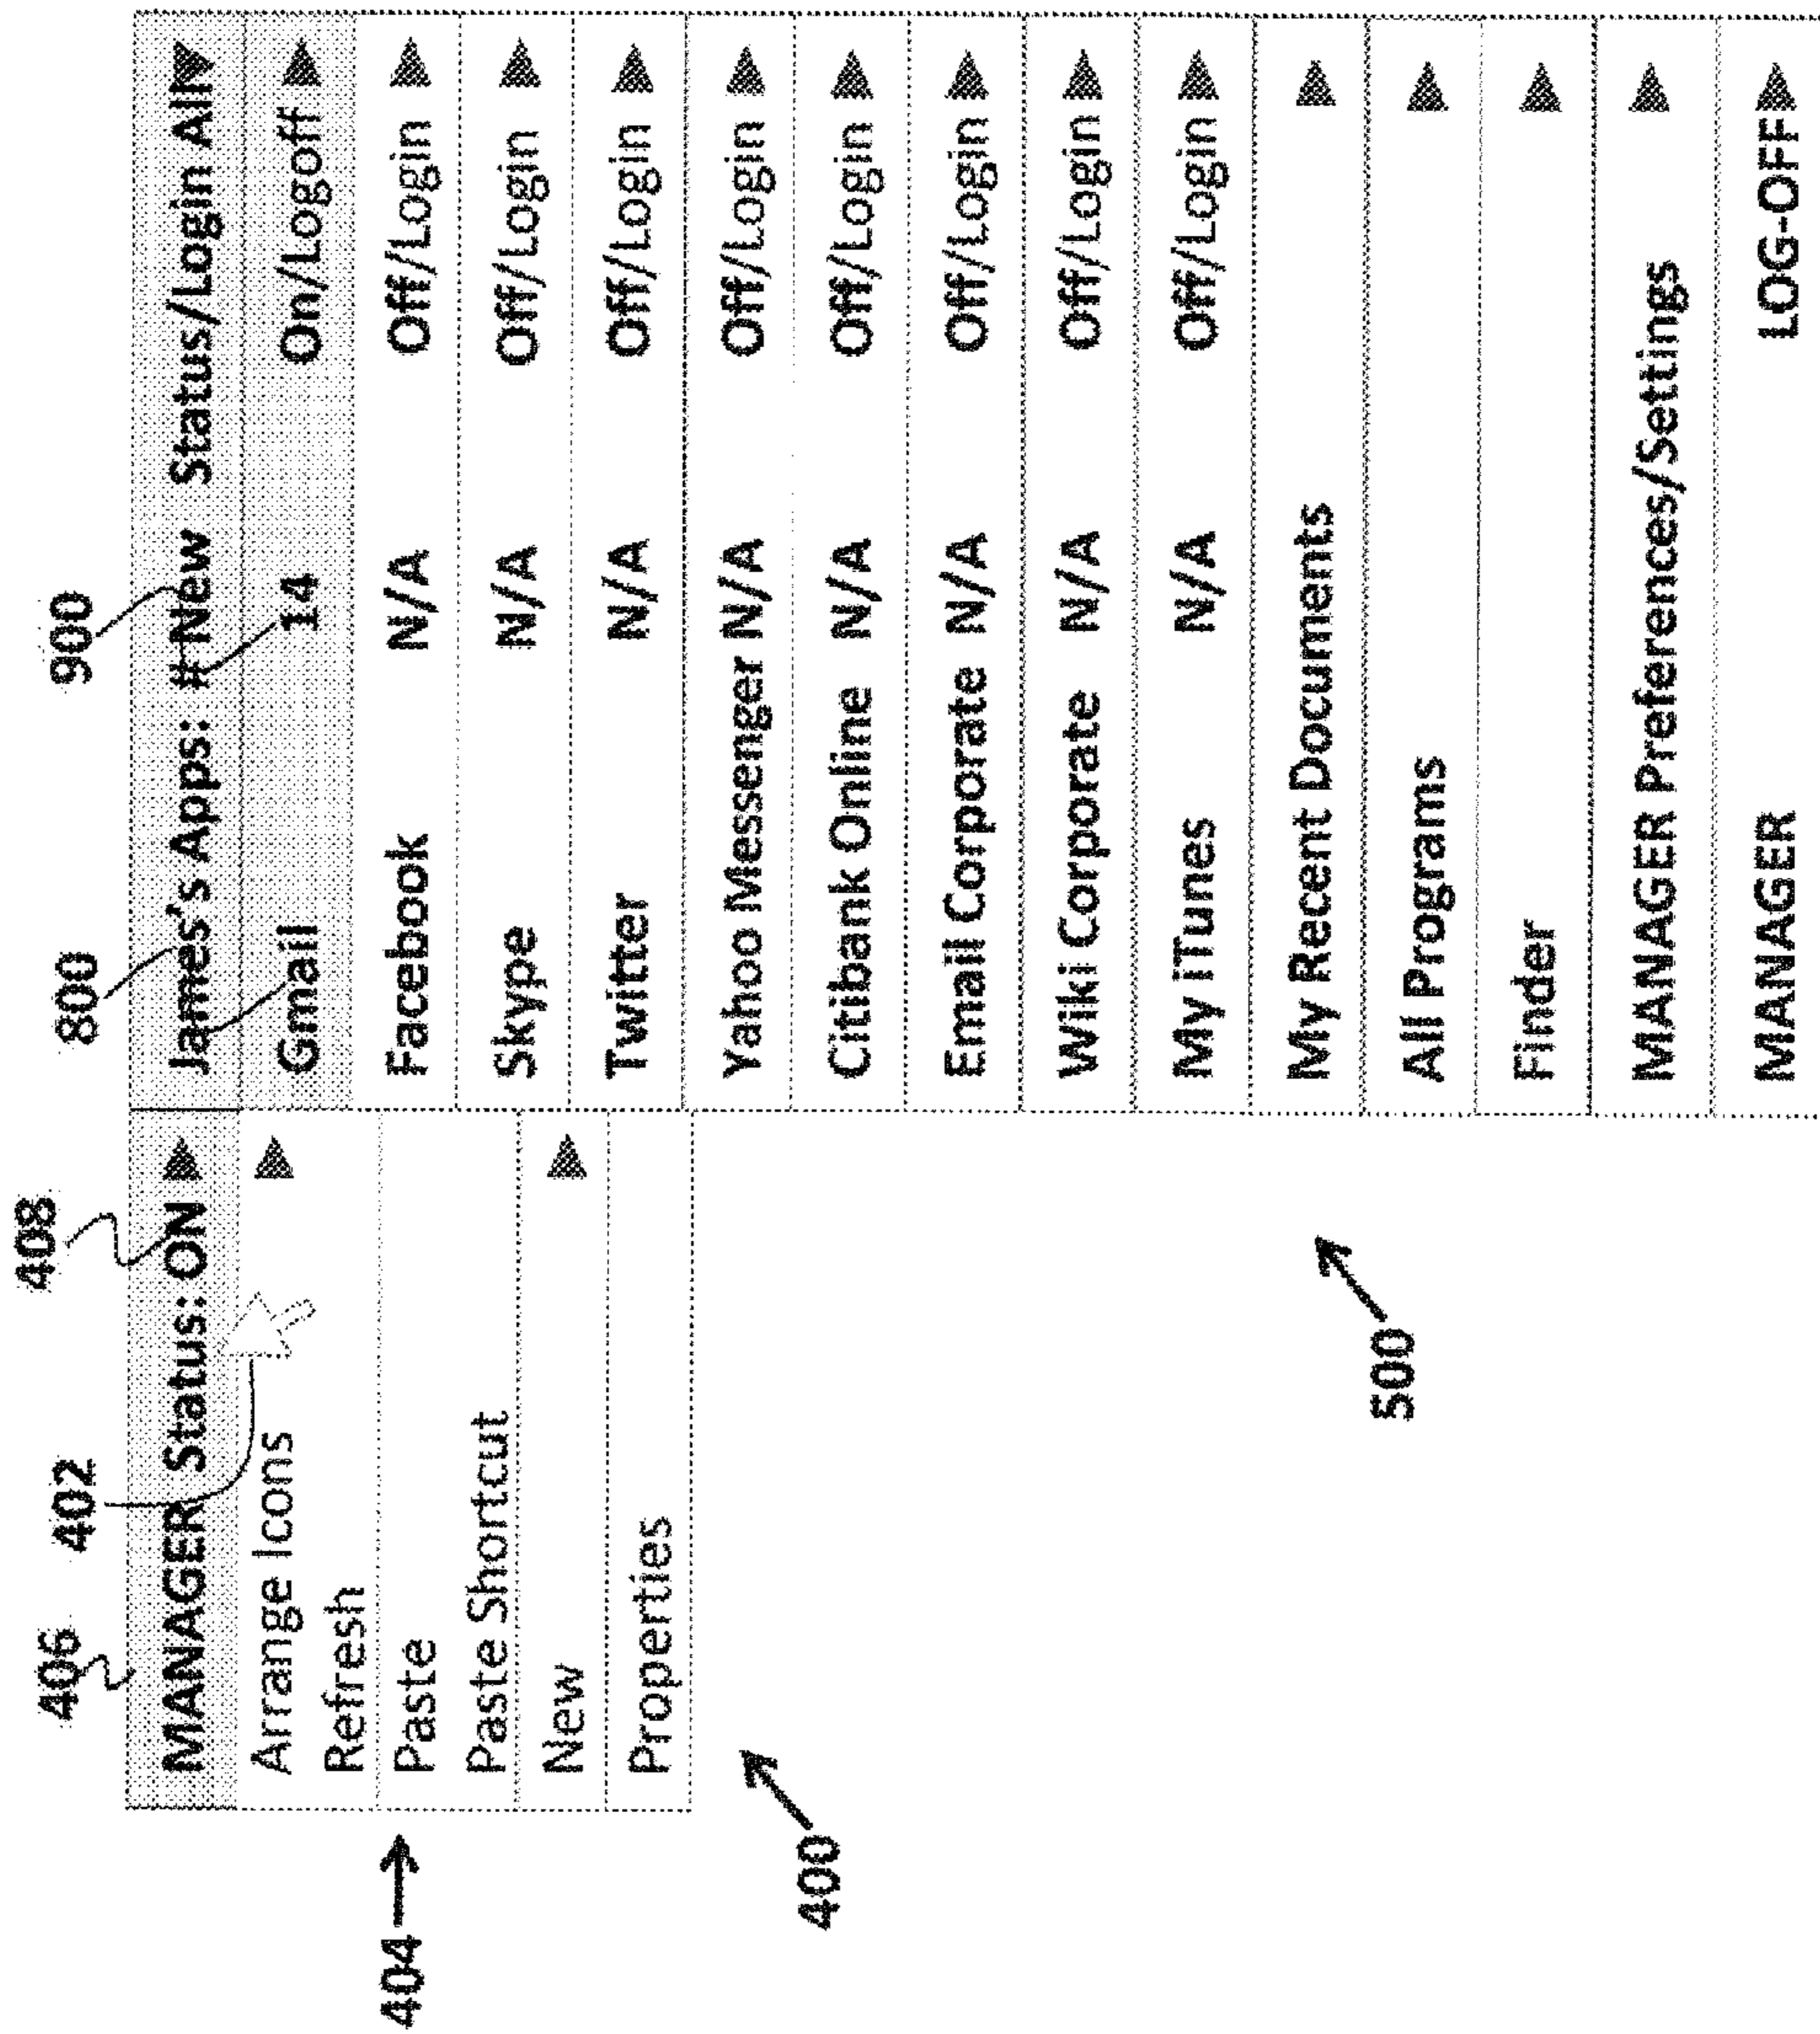 406 402 408 800 900
MANAGER Status: ON
Arrange Icons
Refresh
Paste
Paste Shortcut
New
Properties
404
400
James's Apps: # New Status/Login All
Gmail 14 On/Logoff
Facebook N/A Off/Login
Skype N/A Off/Login
Twitter N/A Off/Login
Yahoo Messenger N/A Off/Login
Citibank Online N/A Off/Login
Email Corporate N/A Off/Login
Wiki Corporate N/A Off/Login
My iTunes N/A Off/Login
My Recent Documents
All Programs
Finder
MANAGER Preferences/Settings
MANAGER LOG-OFF
500